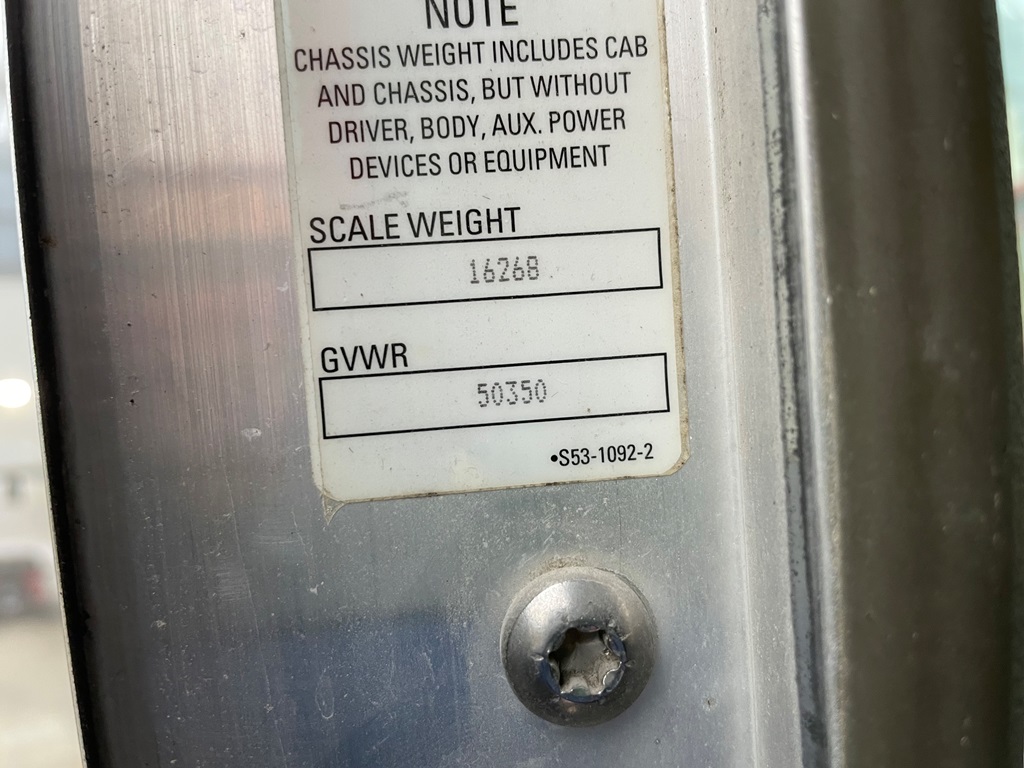 NOTE
CHASSIS WEIGHT INCLUDES CAB
AND CHASSIS, BUT WITHOUT
DRIVER, BODY, AUX. POWER
DEVICES OR EQUIPMENT
SCALE WEIGHT
16268
GVWR
50350
•S53-1092-2